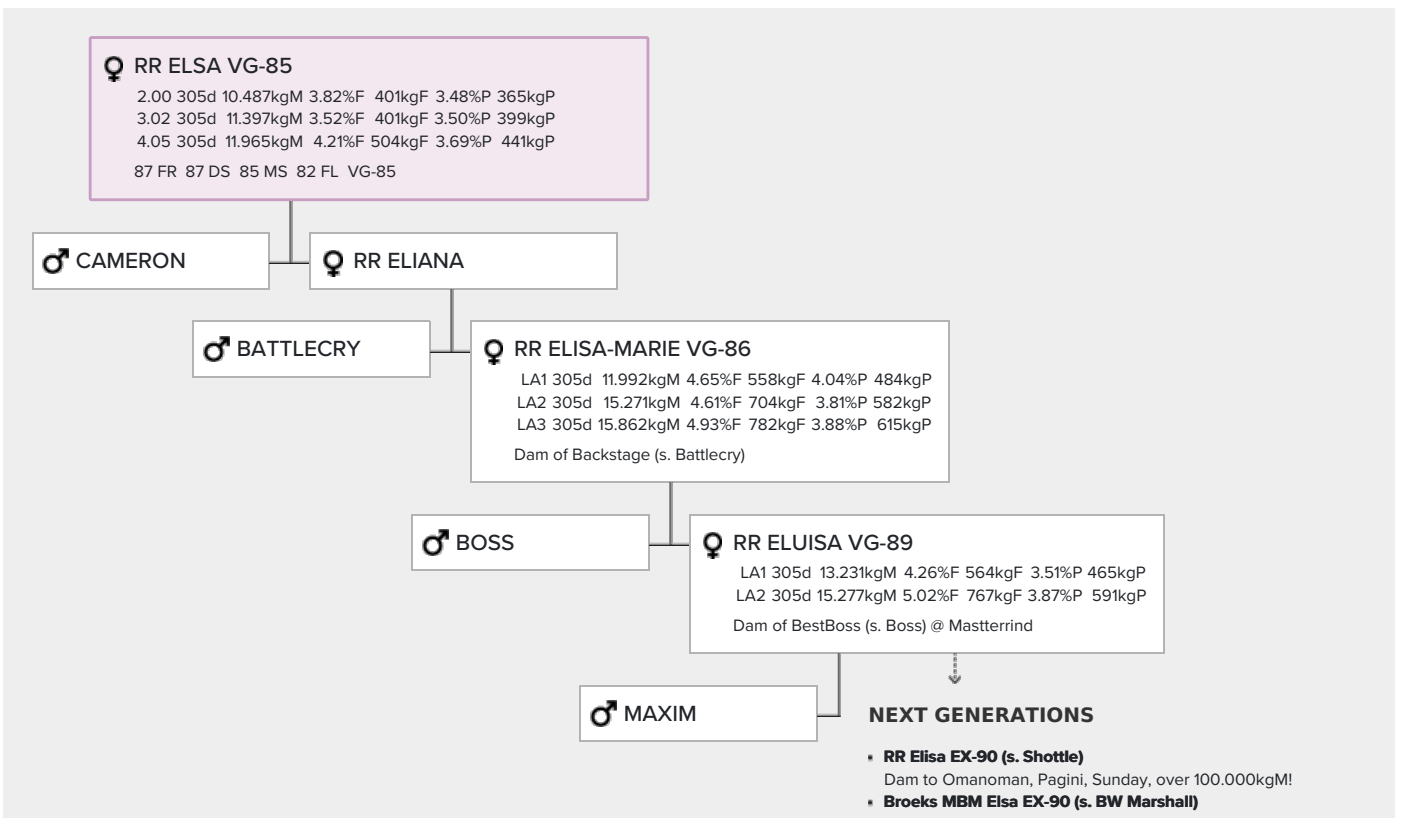 RR ELSA VG-85
2.00 305d 10.487kgM 3.82%F 401kgF 3.48%P 365kgP
3.02 305d 11.397kgM 3.52%F 401kgF 3.50%P 399kgP
4.05 305d 11.965kgM 4.21%F 504kgF 3.69%P 441kgP
87 FR 87 DS 85 MS 82 FL VG-85
CAMERON
RR ELIANA
BATTLECRY
RR ELISA-MARIE VG-86
LA1 305d 11.992kgM 4.65%F 558kgF 4.04%P 484kgP
LA2 305d 15.271kgM 4.61%F 704kgF 3.81%P 582kgP
LA3 305d 15.862kgM 4.93%F 782kgF 3.88%P 615kgP
Dam of Backstage (s. Battlecry)
BOSS
RR ELUISA VG-89
LA1 305d 13.231kgM 4.26%F 564kgF 3.51%P 465kgP
LA2 305d 15.277kgM 5.02%F 767kgF 3.87%P 591kgP
Dam of BestBoss (s. Boss) @ Mastterrind
MAXIM
NEXT GENERATIONS
▪ RR Elisa EX-90 (s. Shottle)
Dam to Omanoman, Pagini, Sunday, over 100.000kgM!
▪ Broeks MBM Elsa EX-90 (s. BW Marshall)